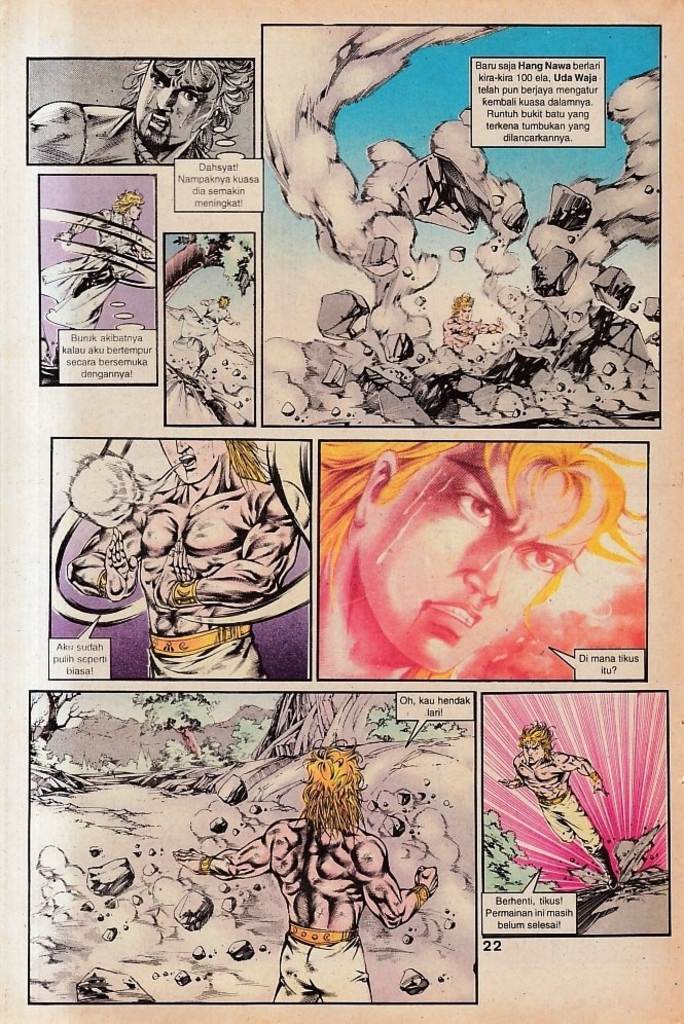 Dahsyat!
Nampaknya kuasa
dia semakin
meningkat!
Buruk akibatnya
kalau aku bertempur
secara bersemuka
dengannya!
Baru saja Hang Nawa berlari
kira-kira 100 ela, Uda Waja
telah pun berjaya mengatur
kembali kuasa dalamnya.
Runtuh bukit batu yang
terkena tumbukan yang
dilancarkannya.
Aku sudah
pulih seperti
biasa!
Di mana tikus
itu?
Oh, kau hendak
lari!
Berhenti, tikus!
Permainan ini masih
belum selesai!
22